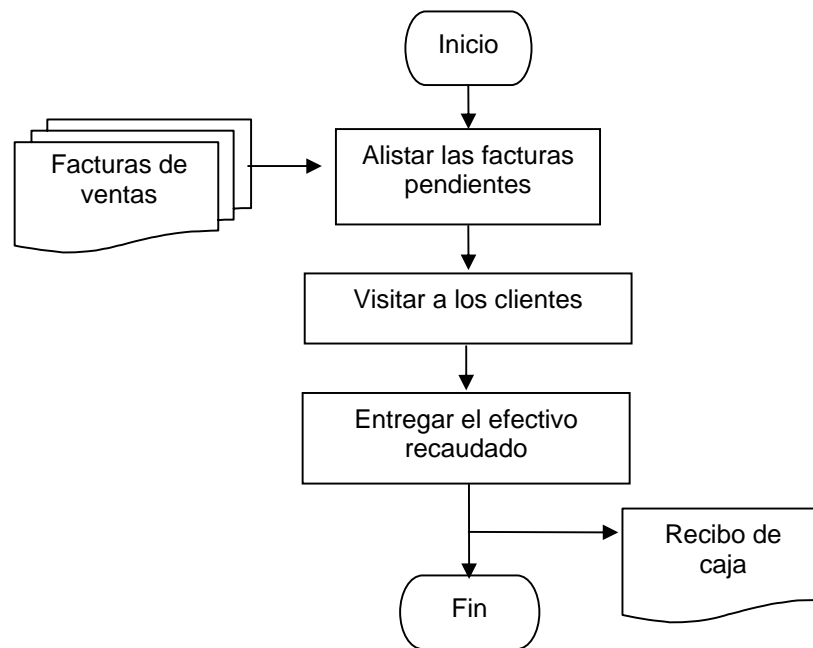 Inicio
Facturas de
ventas
Alistar las facturas
pendientes
Visitar a los clientes
Entregar el efectivo
recaudado
Recibo de
caja
Fin